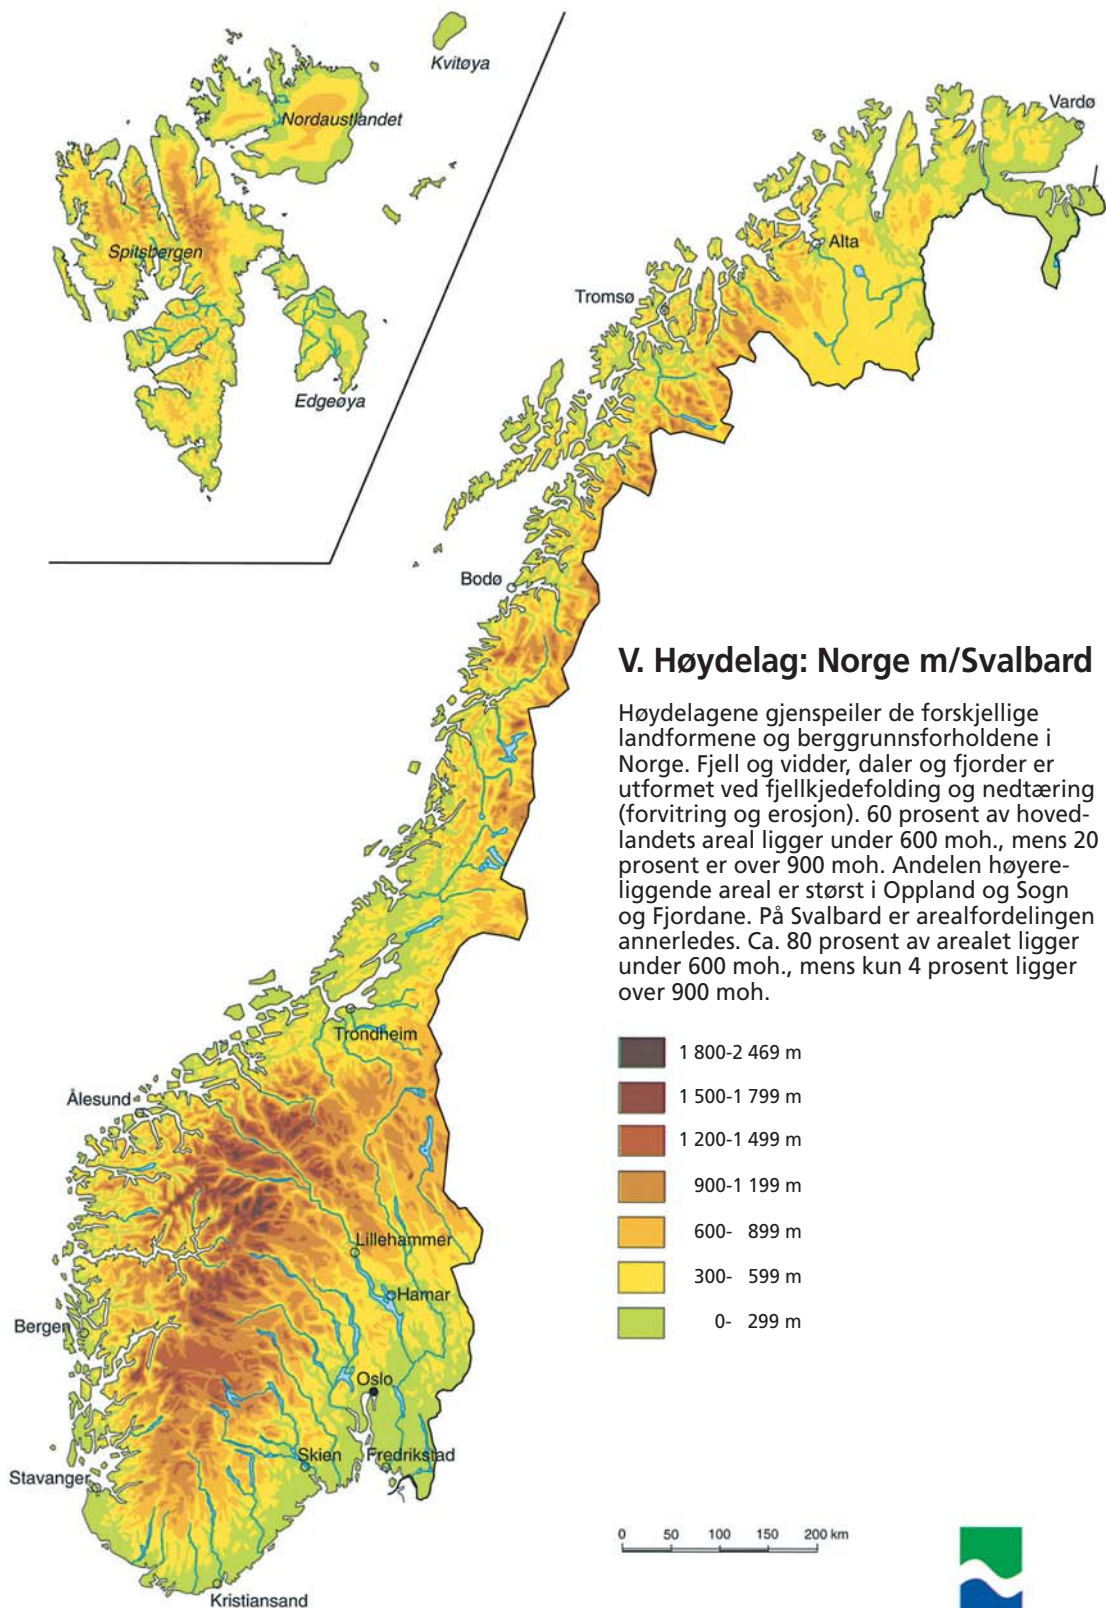 Kvitøya
Nordaustlandet
Spitsbergen
Edgeøya
Vardø
Alta
Tromsø
Bodø
V. Høydelag: Norge m/Svalbard
Høydelagene gjenspeiler de forskjellige
landformene og berggrunnsforholdene i
Norge. Fjell og vidder, daler og fjorder er
utformet ved fjellkjedefolding og nedtæring
(forvitring og erosjon). 60 prosent av hoved-
landets areal ligger under 600 moh., mens 20
prosent er over 900 moh. Andelen høyere-
liggende areal er størst i Oppland og Sogn
og Fjordane. På Svalbard er arealfordelingen
annerledes. Ca. 80 prosent av arealet ligger
under 600 moh., mens kun 4 prosent ligger
over 900 moh.
Trondheim
Ålesund
Lillehammer
Hamar
Bergen
Oslo
Skien
Fredrikstad
Stavanger
Kristiansand
1 800-2 469 m
1 500-1 799 m
1 200-1 499 m
900-1 199 m
600- 899 m
300- 599 m
0- 299 m
0 50 100 150 200 km